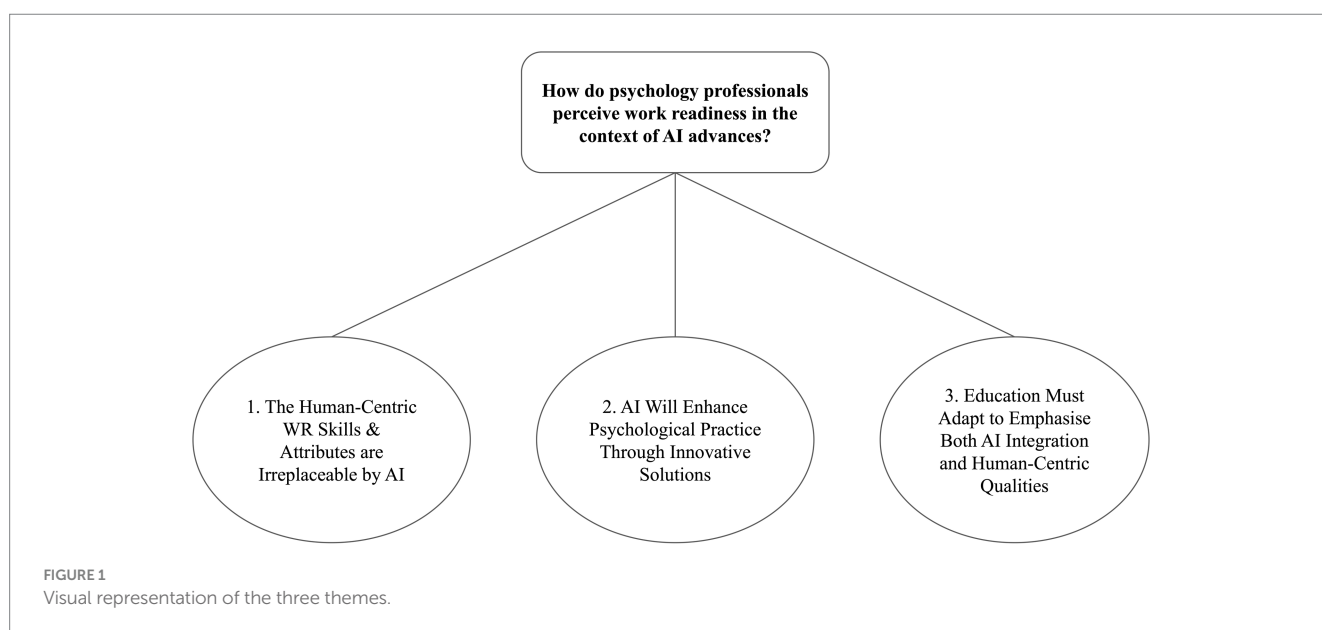 How do psychology professionals
perceive work readiness in the
context of AI advances?
1. The Human-Centric
WR Skills &
Attributes are
Irreplaceable by AI
2. AI Will Enhance
Psychological Practice
Through Innovative
Solutions
3. Education Must
Adapt to Emphasise
Both AI Integration
and Human-Centric
Qualities
FIGURE 1
Visual representation of the three themes.